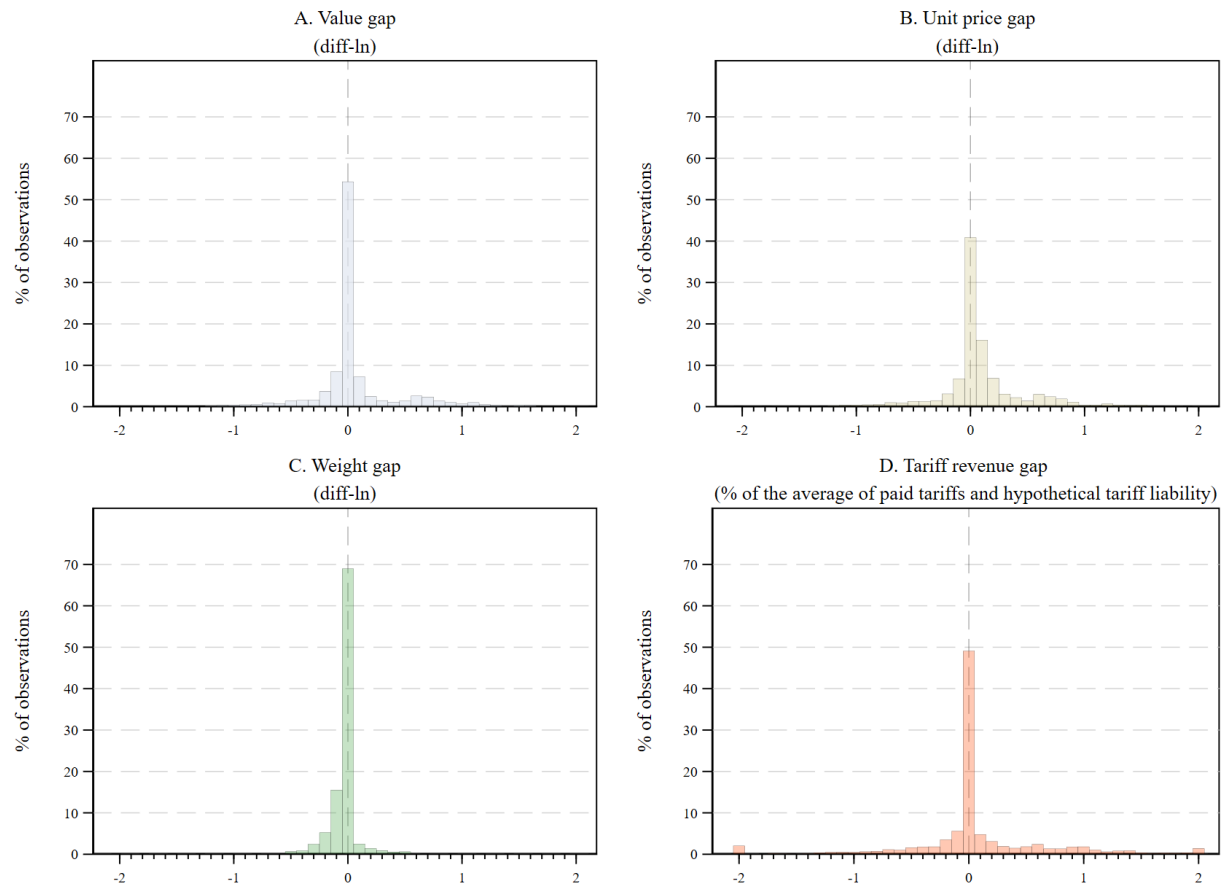 A. Value gap
(diff-ln)
% of observations
70
60
50
40
30
20
10
0
-2 -1 0 1 2
B. Unit price gap
(diff-ln)
% of observations
70
60
50
40
30
20
10
0
-2 -1 0 1 2
C. Weight gap
(diff-ln)
% of observations
70
60
50
40
30
20
10
0
-2 -1 0 1 2
D. Tariff revenue gap
(% of the average of paid tariffs and hypothetical tariff liability)
% of observations
70
60
50
40
30
20
10
0
-2 -1 0 1 2